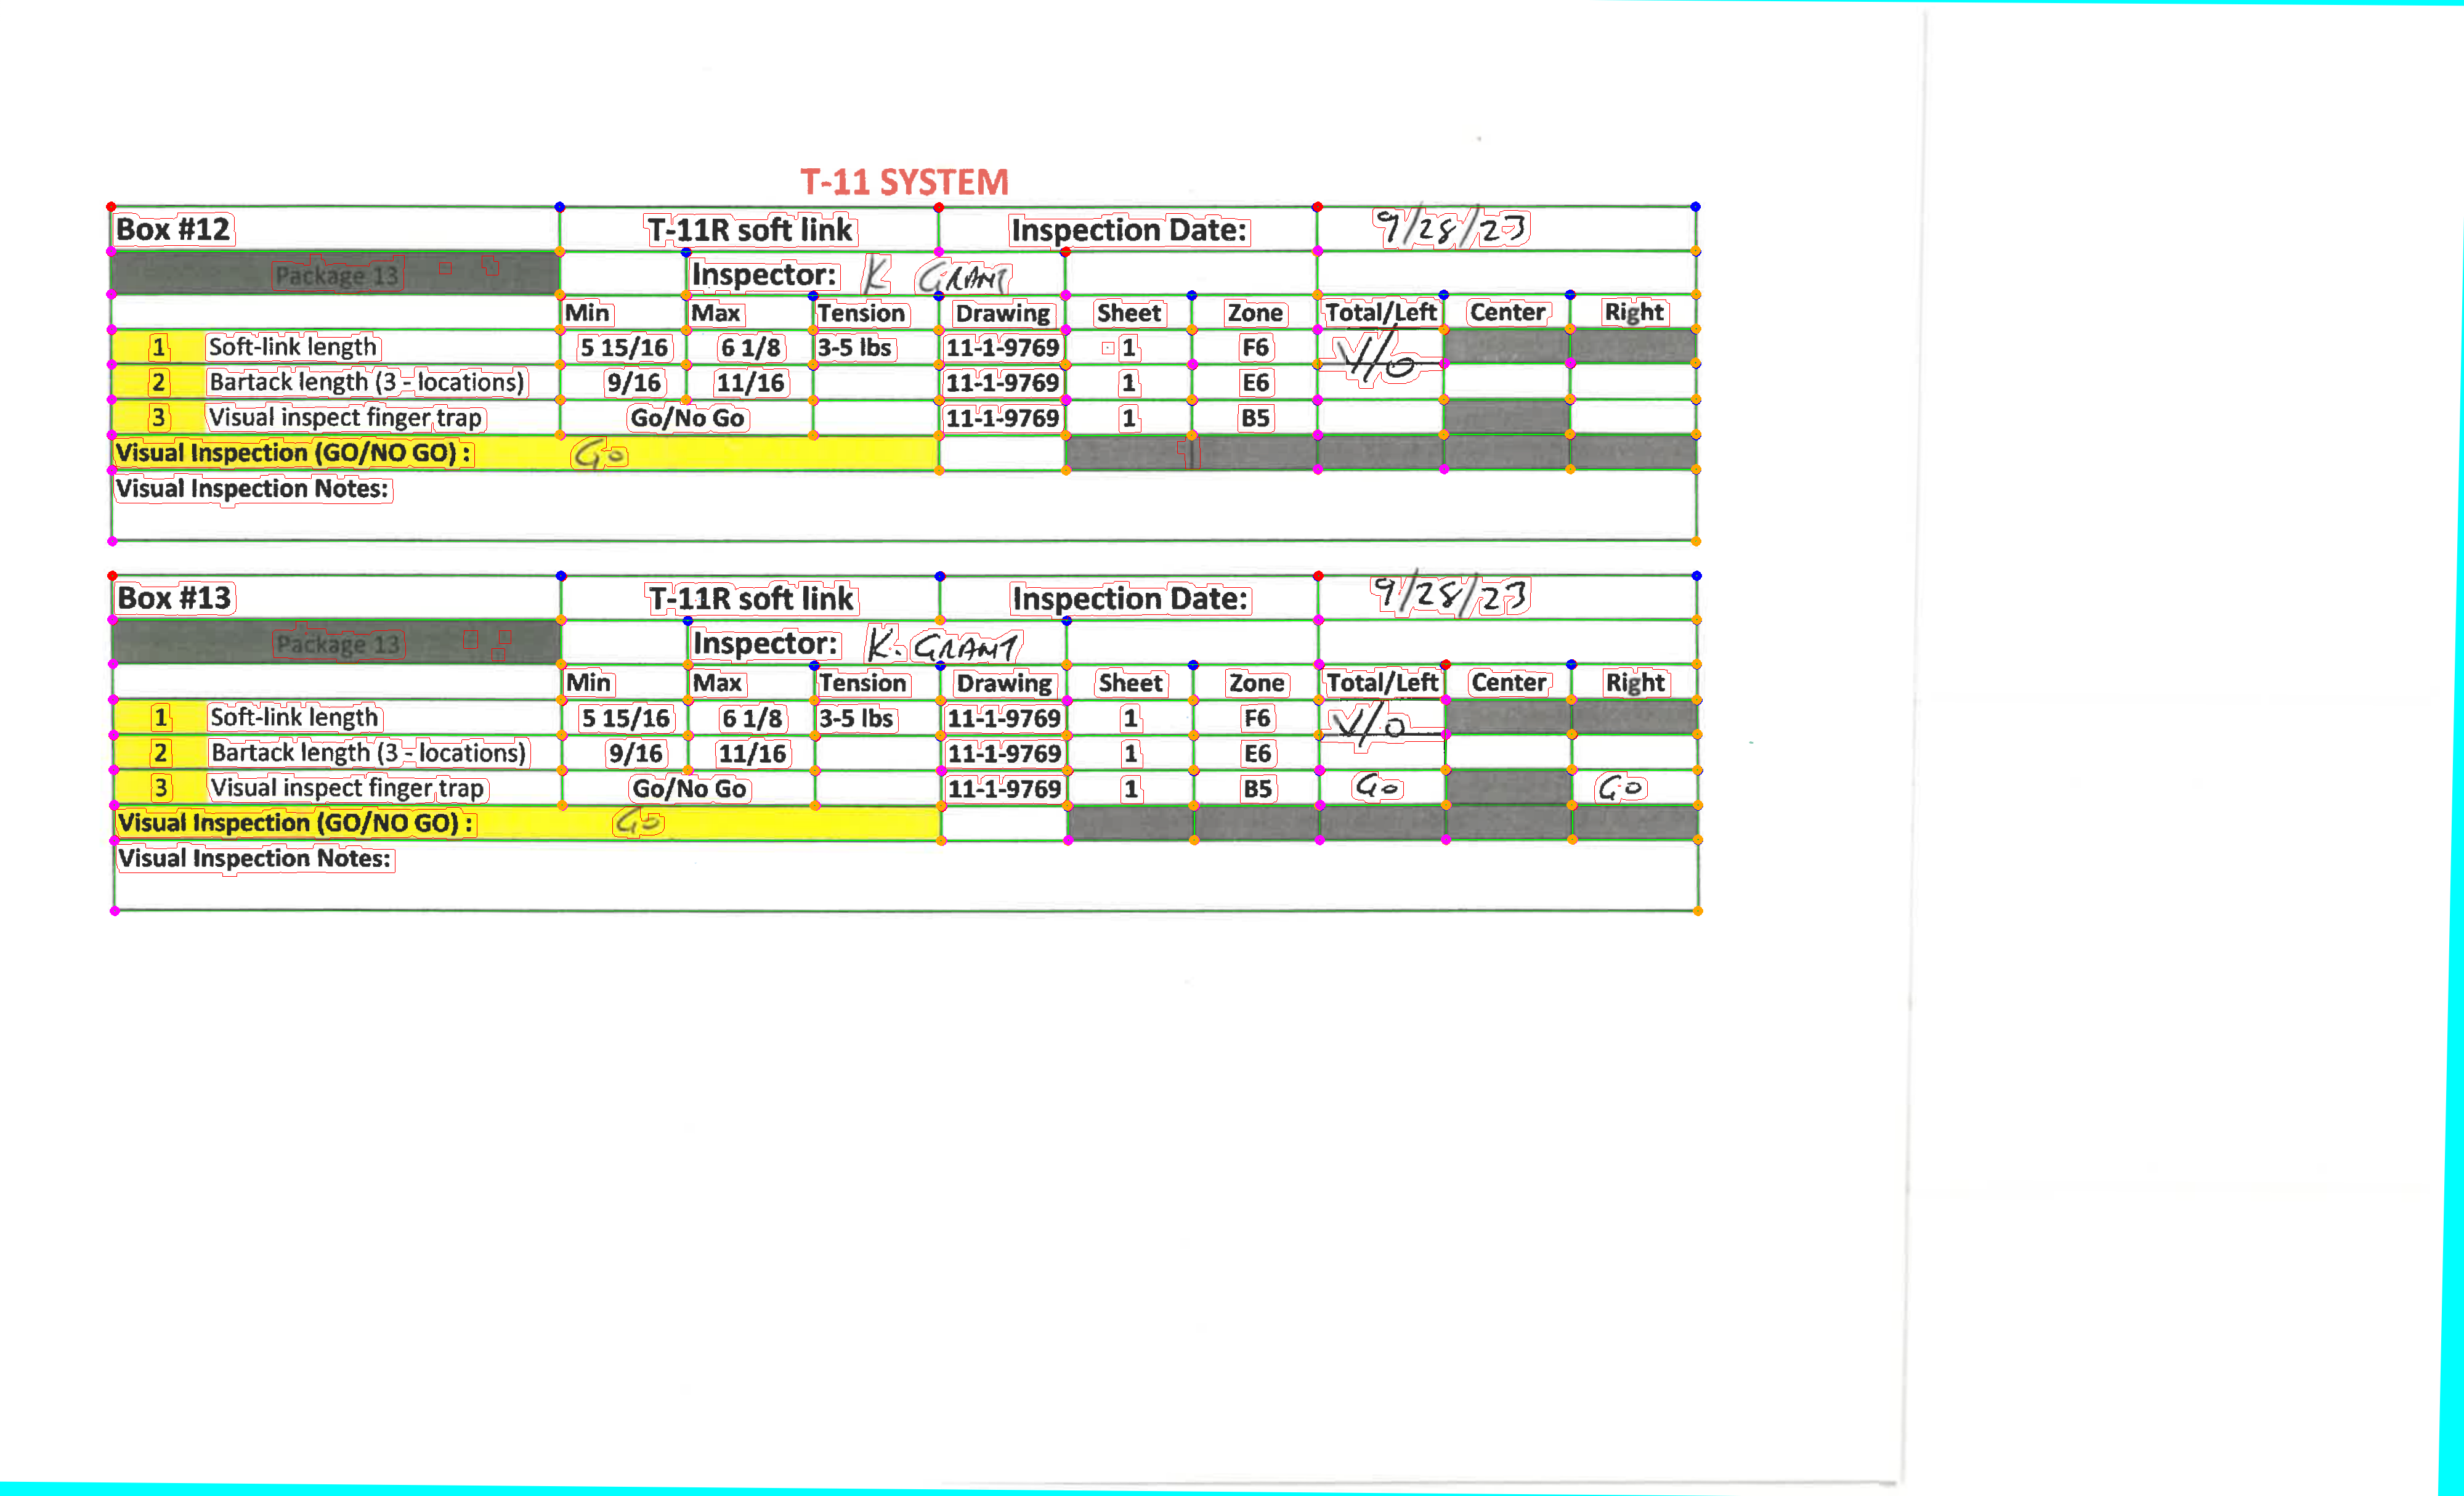 T-11 SYSTEM
Box #12 T-11R soft link Inspection Date: 9/28/23
Package 13 Inspector: K GRANT
Min Max Tension Drawing Sheet Zone Total/Left Center Right
1 Soft-link length 5 15/16 6 1/8 3-5 lbs 11-1-9769 1 F6
2 Bartack length (3 - locations) 9/16 11/16 11-1-9769 1 E6
3 Visual inspect finger trap Go/No Go 11-1-9769 1 B5
Visual Inspection (GO/NO GO) : Go
Visual Inspection Notes:
Box #13 T-11R soft link Inspection Date: 9/28/23
Package 13 Inspector: K. GRANT
Min Max Tension Drawing Sheet Zone Total/Left Center Right
1 Soft-link length 5 15/16 6 1/8 3-5 lbs 11-1-9769 1 F6
2 Bartack length (3 - locations) 9/16 11/16 11-1-9769 1 E6
3 Visual inspect finger trap Go/No Go 11-1-9769 1 B5 Go Go
Visual Inspection (GO/NO GO) : Go
Visual Inspection Notes: